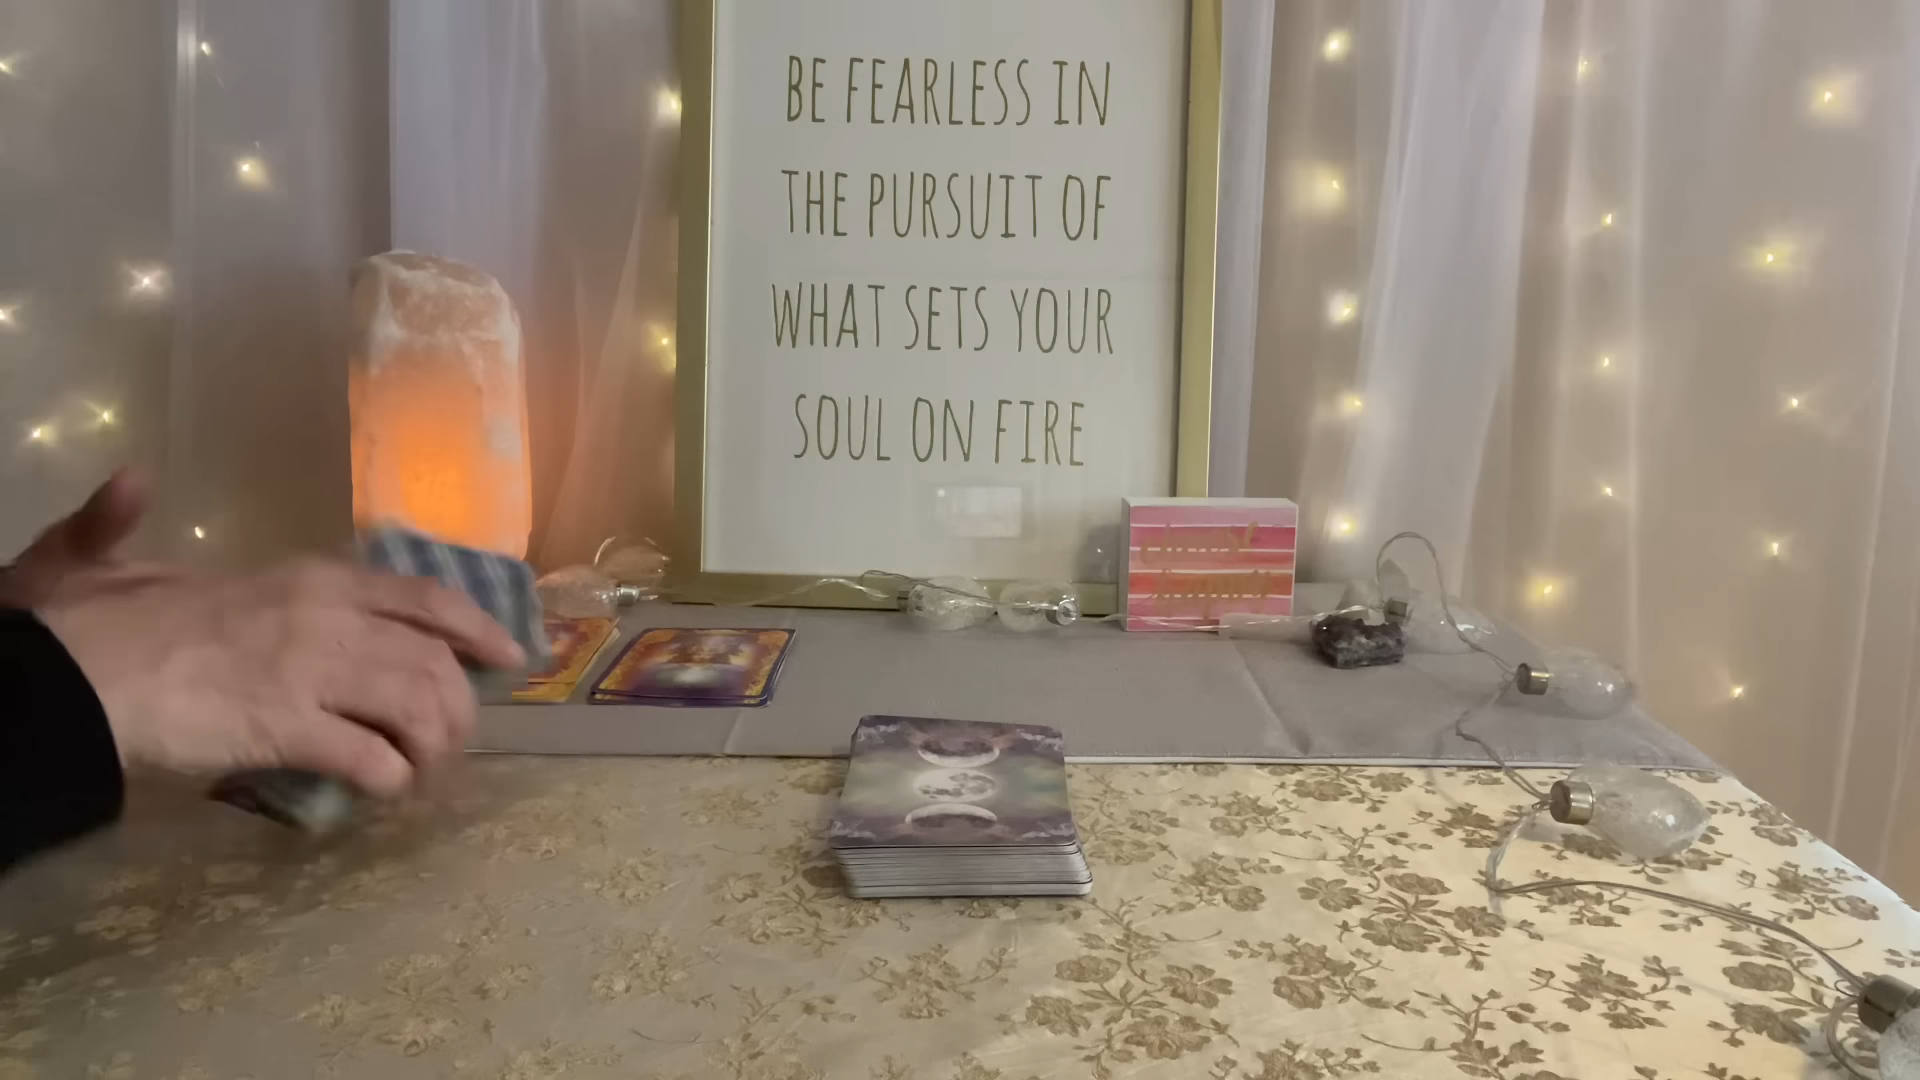 BE FEARLESS IN
THE PURSUIT OF
WHAT SETS YOUR
SOUL ON FIRE